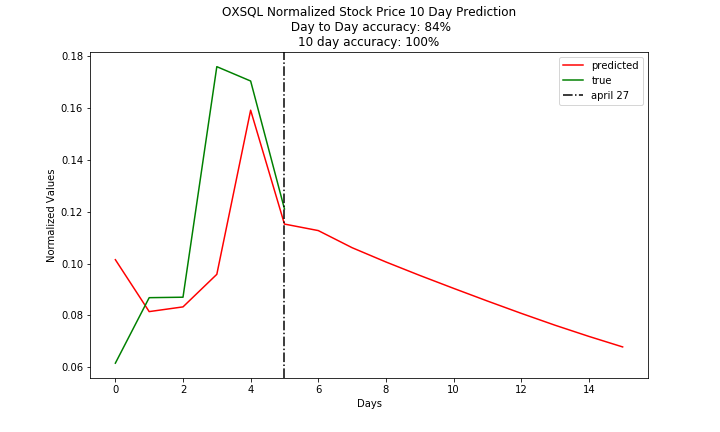 OXSQL Normalized Stock Price 10 Day Prediction
Day to Day accuracy: 84%
10 day accuracy: 100%
predicted
true
april 27
Normalized Values
0.18
0.16
0.14
0.12
0.10
0.08
0.06
0 2 4 6 8 10 12 14
Days